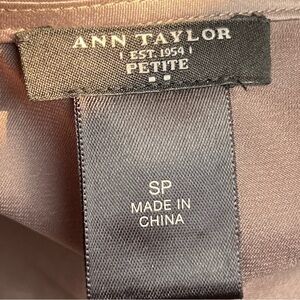 ANN TAYLOR
| EST. 1954 |
PETITE
SP
MADE IN
CHINA